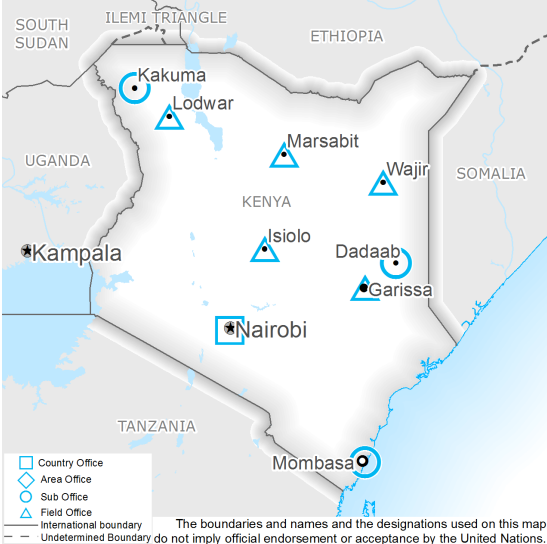 ILEMI TRIANGLE
SOUTH
SUDAN
ETHIOPIA
Kakuma
Lodwar
Marsabit
UGANDA
Wajir
SOMALIA
KENYA
Isiolo
Kampala
Dadaab
Garissa
Nairobi
TANZANIA
Mombasa
Country Office
Area Office
Sub Office
Field Office
International boundary
Undetermined Boundary
The boundaries and names and the designations used on this map
do not imply official endorsement or acceptance by the United Nations.